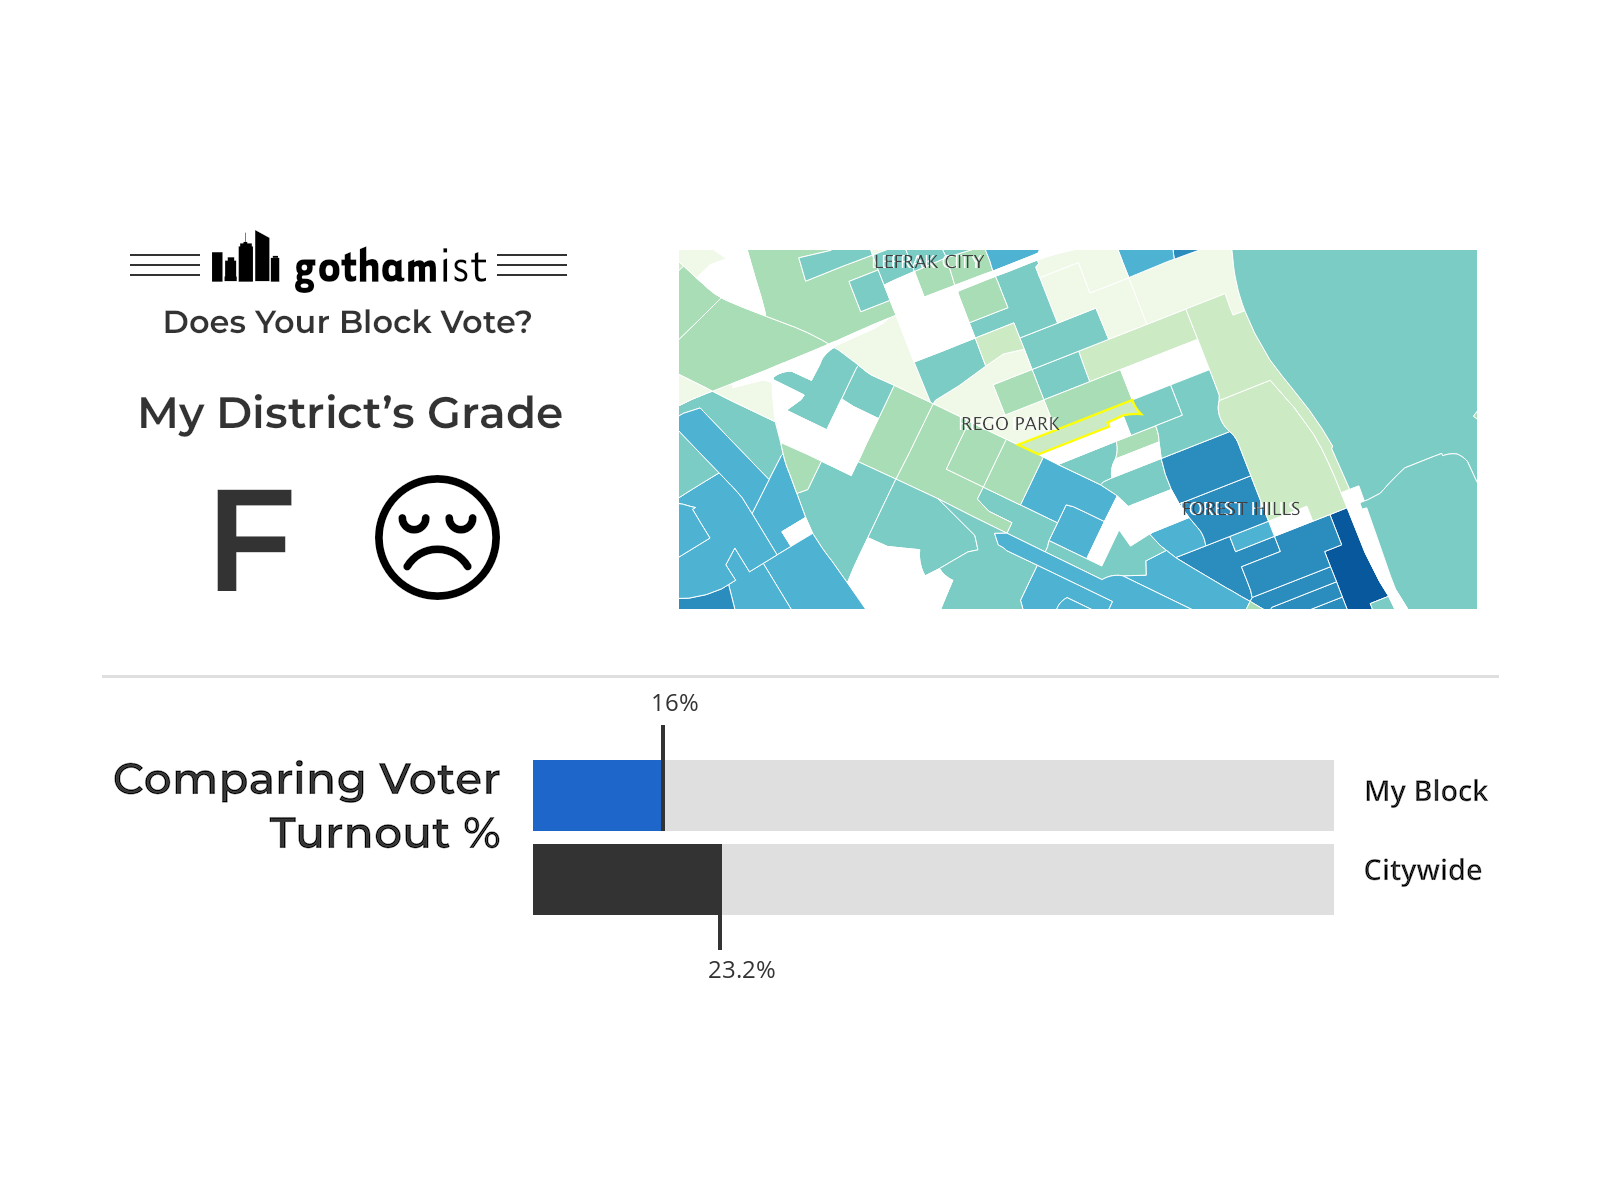 gothamist
Does Your Block Vote?
My District's Grade
F
LEFRAK CITY
REGO PARK
FOREST HILLS
16%
Comparing Voter
Turnout %
My Block
Citywide
23.2%